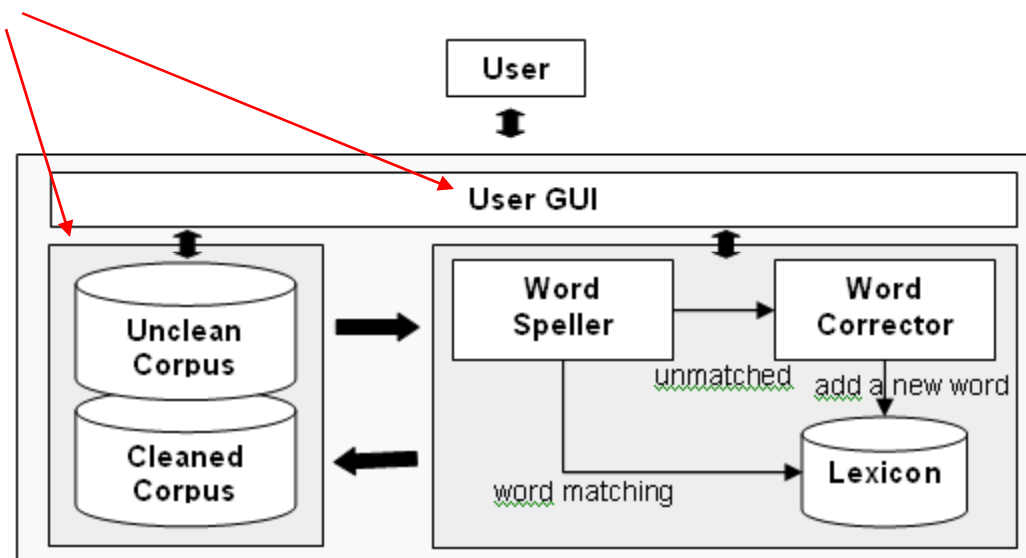 User
User GUI
Unclean
Corpus
Cleaned
Corpus
Word
Speller
Word
Corrector
unmatched
add a new word
Lexicon
word matching